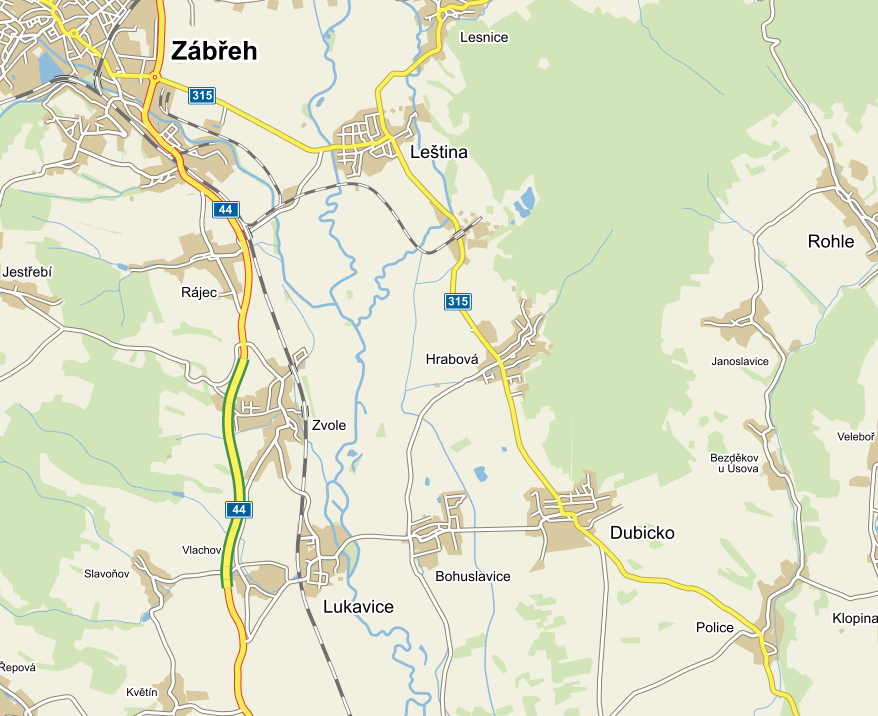 Lesnice
Zábřeh
315
Leština
44
Rohle
Jestřebí
Rájec
315
Hrabová
Janoslavice
Zvole
Veleboř
Bezděkov
u Úsova
44
Dubicko
Vlachov
Slavoňov
Bohuslavice
Lukavice
Klopina
Police
Řepová
Květín